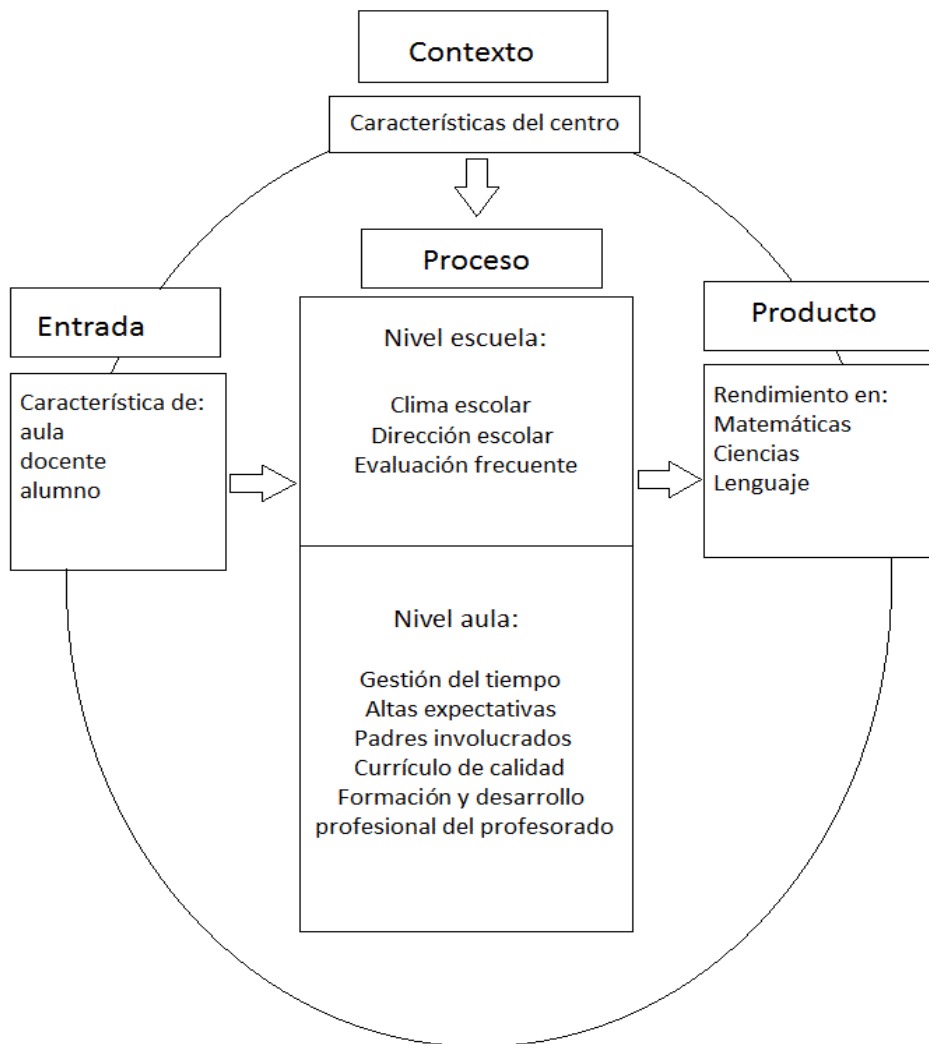 Contexto
Características del centro
Proceso
Entrada
Característica de:
aula
docente
alumno
Nivel escuela:
Clima escolar
Dirección escolar
Evaluación frecuente
Nivel aula:
Gestión del tiempo
Altas expectativas
Padres involucrados
Currículo de calidad
Formación y desarrollo
profesional del profesorado
Producto
Rendimiento en:
Matemáticas
Ciencias
Lenguaje